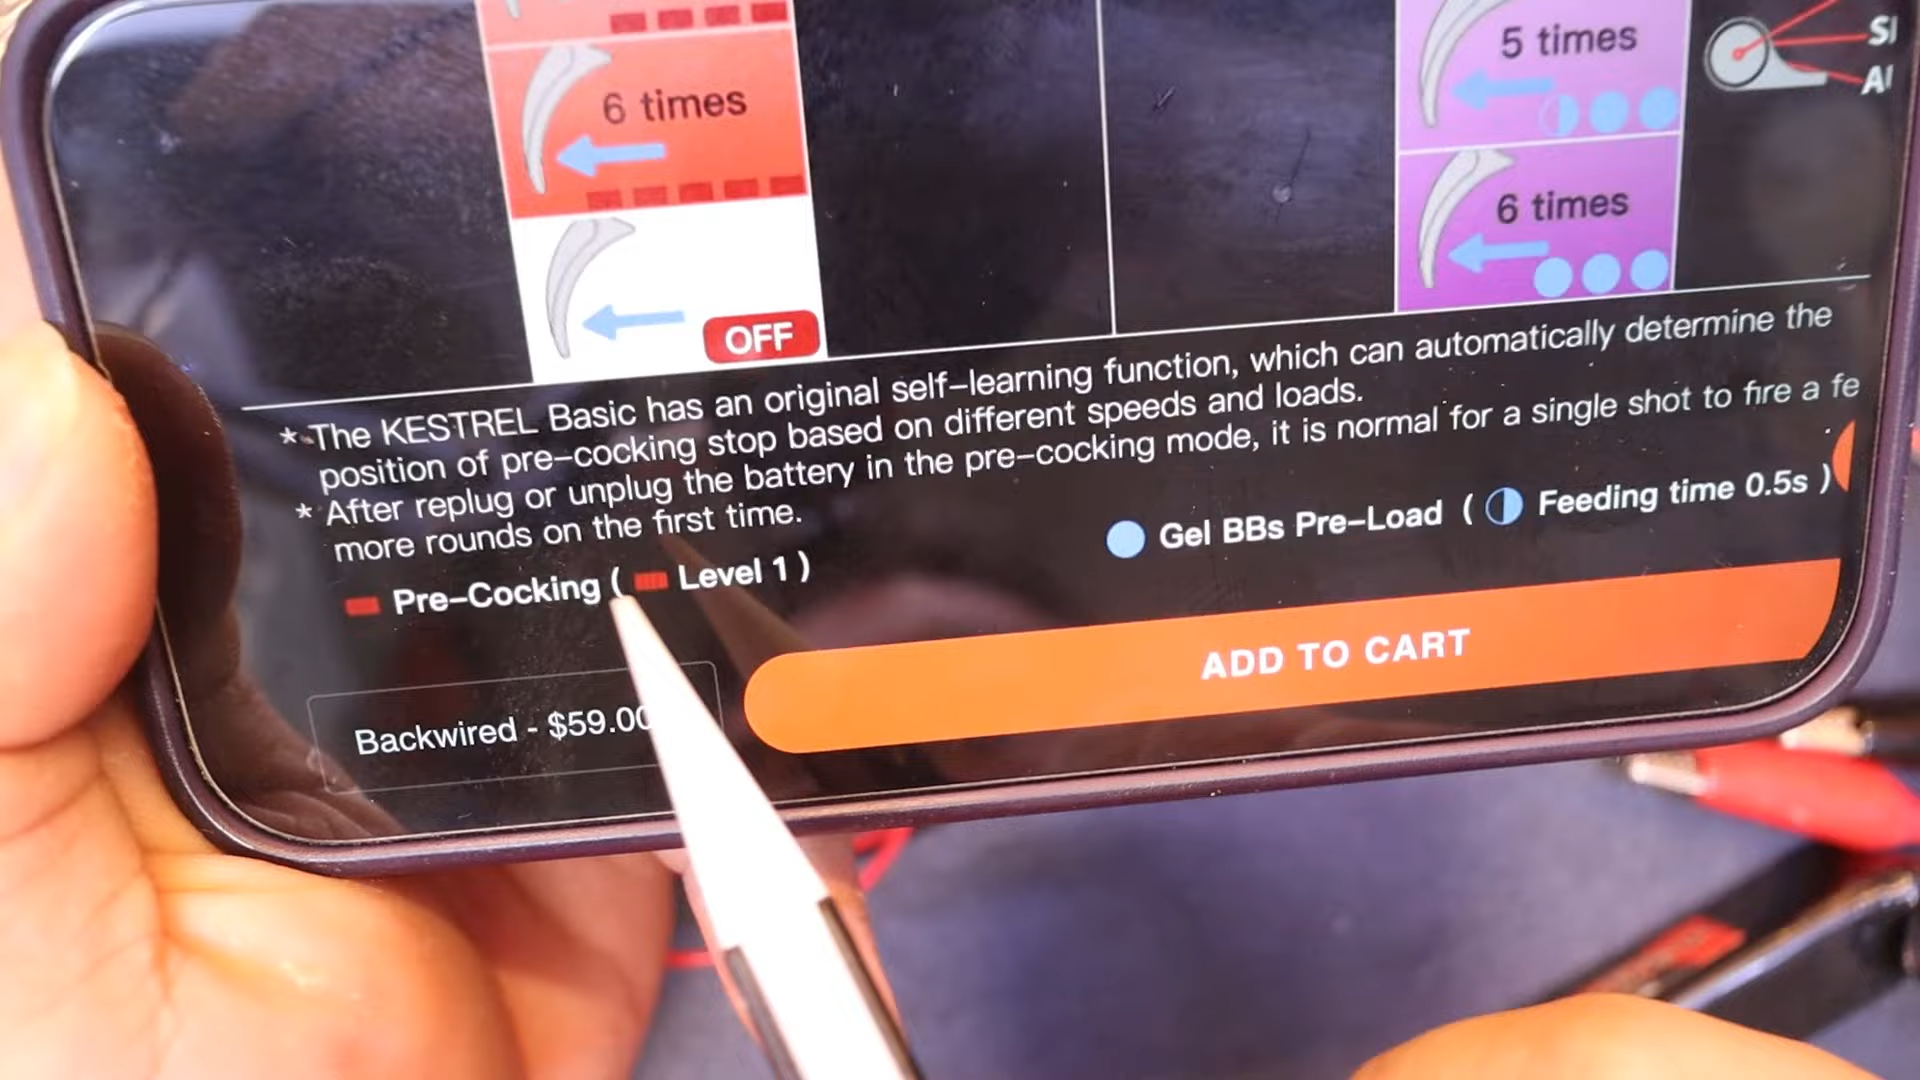 5 times
SI
6 times
6 times
OFF
* The KESTREL Basic has an original self-learning function, which can automatically determine the
position of pre-cocking stop based on different speeds and loads.
* After replug or unplug the battery in the pre-cocking mode, it is normal for a single shot to fire a fe
more rounds on the first time.
Pre-Cocking ( Level 1 )
Gel BBs Pre-Load ( Feeding time 0.5s )
Backwired - $59.00
ADD TO CART